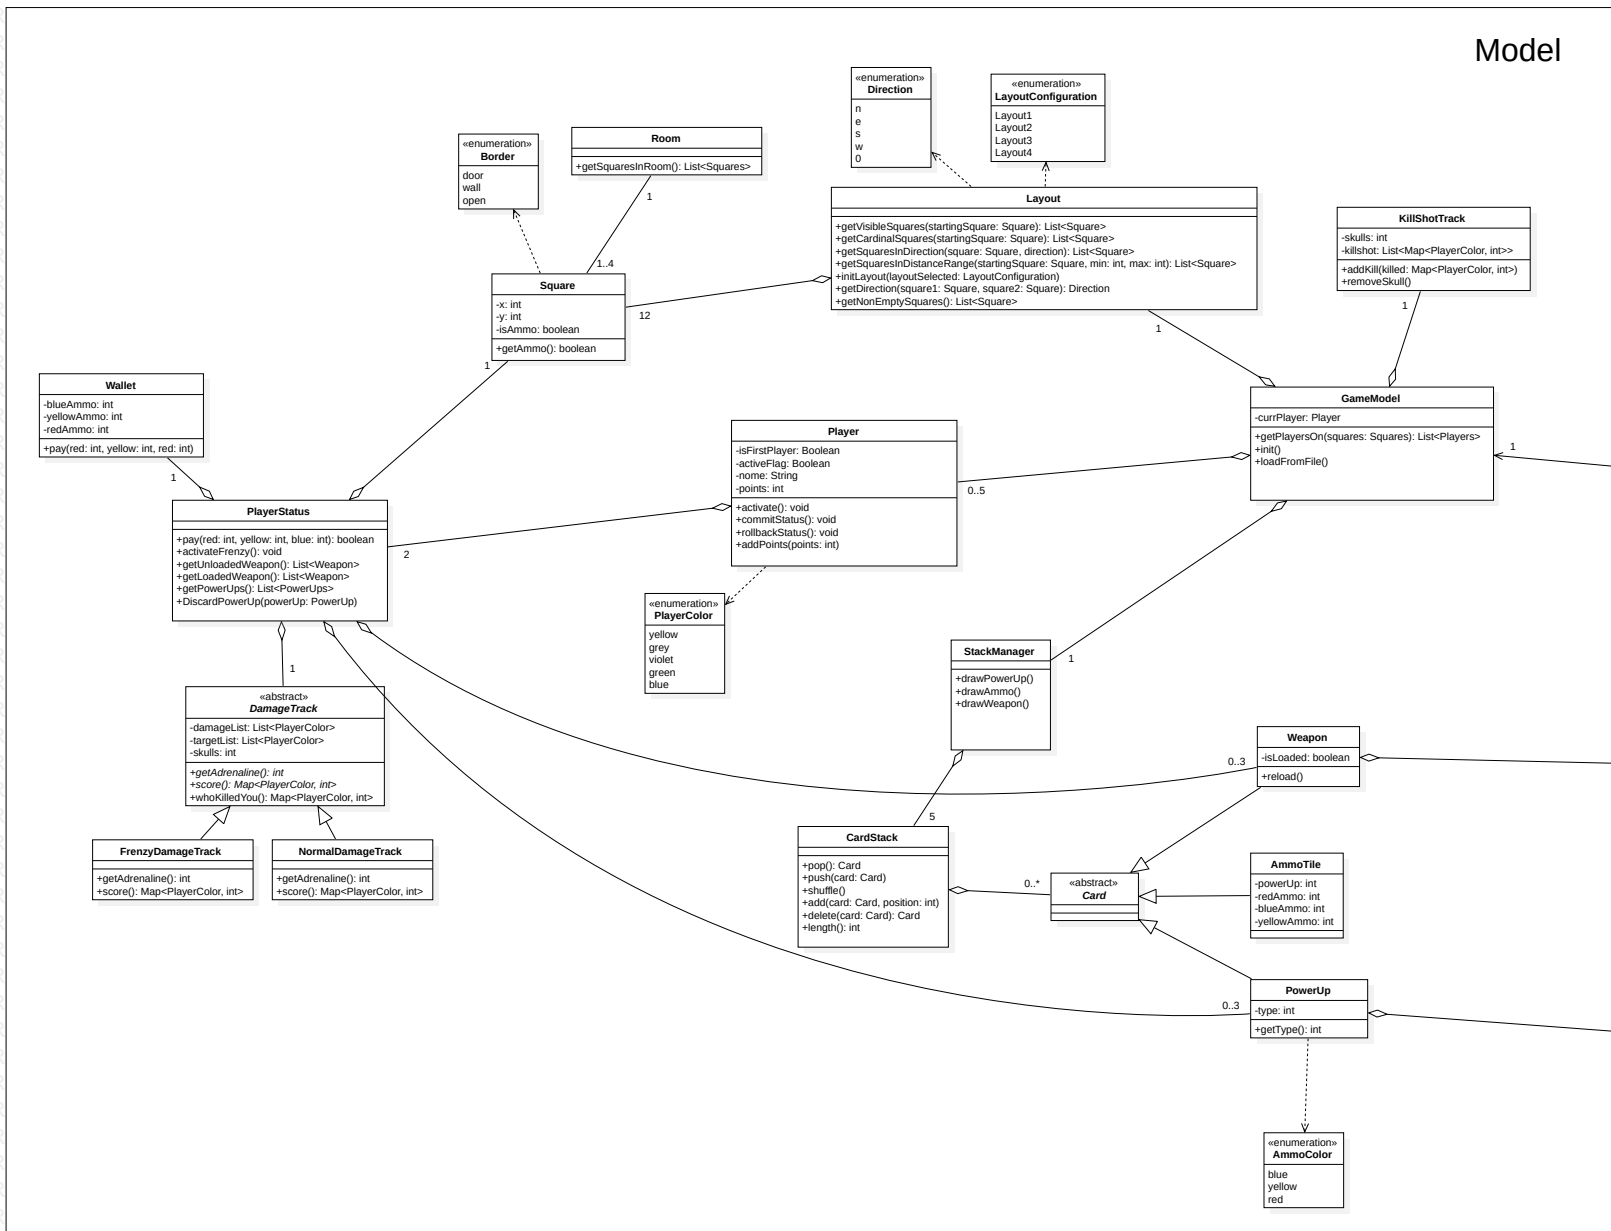 Model
«enumeration»
Direction
n
e
s
w
0
«enumeration»
LayoutConfiguration
Layout1
Layout2
Layout3
Layout4
«enumeration»
Border
door
wall
open
Room
+getSquaresInRoom(): List<Squares>
1
1..4
Layout
+getVisibleSquares(startingSquare: Square): List<Square>
+getCardinalSquares(startingSquare: Square): List<Square>
+getSquaresInDirection(square: Square, direction): List<Square>
+getSquaresInDistanceRange(startingSquare: Square, min: int, max: int): List<Square>
+initLayout(layoutSelected: LayoutConfiguration)
+getDirection(square1: Square, square2: Square): Direction
+getNonEmptySquares(): List<Square>
KillShotTrack
-skulls: int
-killshot: List<Map<PlayerColor, int>>
+addKill(killed: Map<PlayerColor, int>)
+removeSkull()
1
1
Square
-x: int
-y: int
-isAmmo: boolean
+getAmmo(): boolean
12
1
Wallet
-blueAmmo: int
-yellowAmmo: int
-redAmmo: int
+pay(red: int, yellow: int, red: int)
1
GameModel
-currPlayer: Player
+getPlayersOn(squares: Squares): List<Players>
+init()
+loadFromFile()
1
Player
-isFirstPlayer: Boolean
-activeFlag: Boolean
-nome: String
-points: int
+activate(): void
+commitStatus(): void
+rollbackStatus(): void
+addPoints(points: int)
0..5
PlayerStatus
+pay(red: int, yellow: int, blue: int): boolean
+activateFrenzy(): void
+getUnloadedWeapon(): List<Weapon>
+getLoadedWeapon(): List<Weapon>
+getPowerUps(): List<PowerUps>
+DiscardPowerUp(powerUp: PowerUp)
2
«enumeration»
PlayerColor
yellow
grey
violet
green
blue
StackManager
+drawPowerUp()
+drawAmmo()
+drawWeapon()
1
1
«abstract»
DamageTrack
-damageList: List<PlayerColor>
-targetList: List<PlayerColor>
-skulls: int
+getAdrenaline(): int
+score(): Map<PlayerColor, int>
+whoKilledYou(): Map<PlayerColor, int>
Weapon
-isLoaded: boolean
+reload()
0..3
FrenzyDamageTrack
+getAdrenaline(): int
+score(): Map<PlayerColor, int>
NormalDamageTrack
+getAdrenaline(): int
+score(): Map<PlayerColor, int>
5
CardStack
+pop(): Card
+push(card: Card)
+shuffle()
+add(card: Card, position: int)
+delete(card: Card): Card
+length(): int
0..*
«abstract»
Card
AmmoTile
-powerUp: int
-redAmmo: int
-blueAmmo: int
-yellowAmmo: int
PowerUp
-type: int
+getType(): int
0..3
«enumeration»
AmmoColor
blue
yellow
red